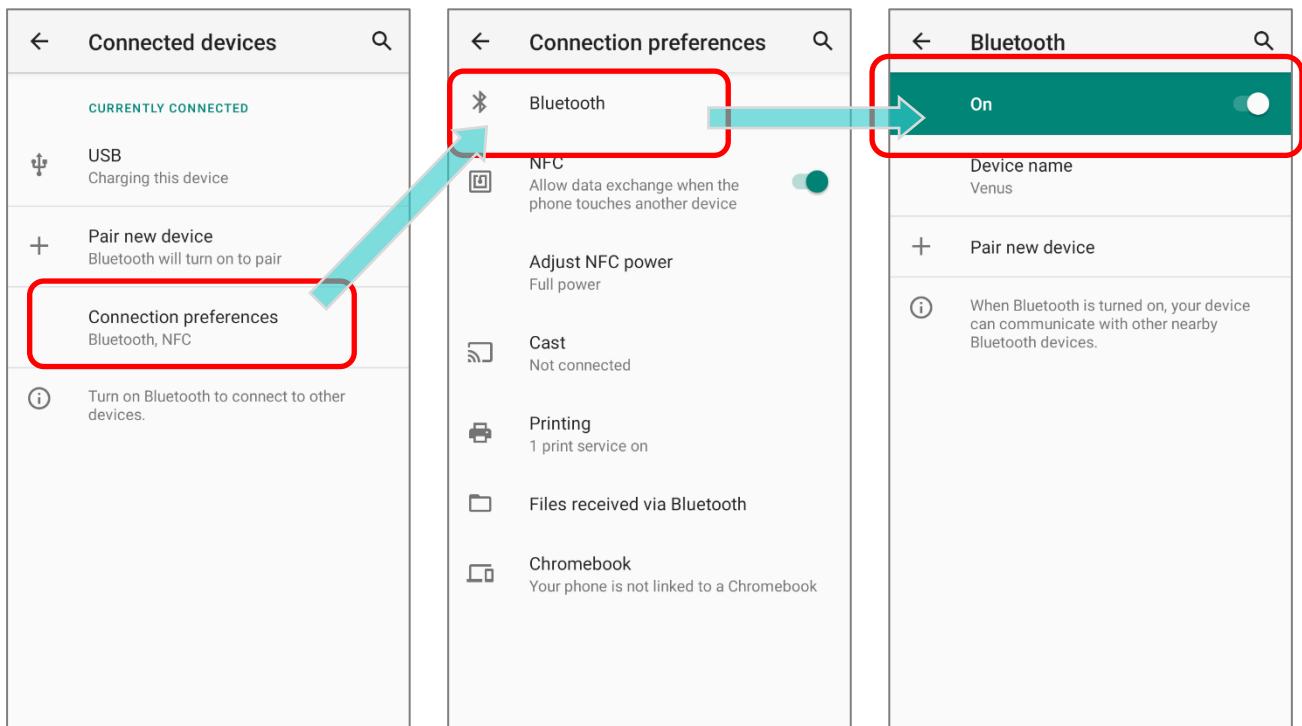 Connected devices
CURRENTLY CONNECTED
USB
Charging this device
Pair new device
Bluetooth will turn on to pair
Connection preferences
Bluetooth, NFC
Turn on Bluetooth to connect to other
devices.
Connection preferences
Bluetooth
NFC
Allow data exchange when the
phone touches another device
Adjust NFC power
Full power
Cast
Not connected
Printing
1 print service on
Files received via Bluetooth
Chromebook
Your phone is not linked to a Chromebook
Bluetooth
On
Device name
Venus
Pair new device
When Bluetooth is turned on, your device
can communicate with other nearby
Bluetooth devices.